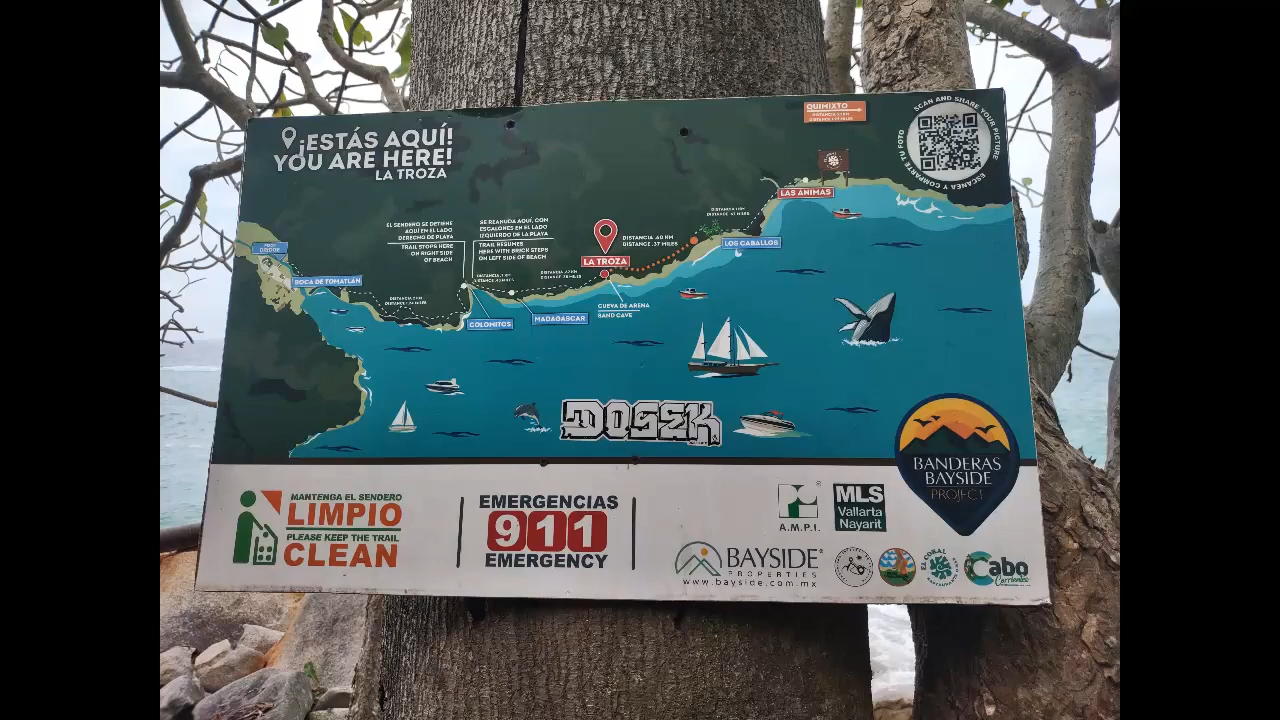 ¡ESTÁS AQUÍ!
YOU ARE HERE!
LA TROZA
QUIMIXTO
SCAN AND SHARE YOUR PICTURE
ESCANEA Y COMPARTE TU FOTO
LAS ÁNIMAS
EL SENDERO SE DETIENE
AQUÍ EN EL LADO
DERECHO DE PLAYA
TRAIL STOPS HERE
ON RIGHT SIDE
OF BEACH
SE REANUDA AQUÍ, CON
ESCALONES EN EL LADO
IZQUIERDO DE LA PLAYA
TRAIL RESUMES
HERE WITH BRICK STEPS
ON LEFT SIDE OF BEACH
DISTANCIA .60 KM
DISTANCE .37 MILES
LA TROZA
LOS CABALLOS
BOCA DE TOMATLÁN
COLOMITOS
MADAGASCAR
CUEVA DE ARENA
SAND CAVE
DOSEK
BANDERAS
BAYSIDE
PROJECT
MANTENGA EL SENDERO
LIMPIO
PLEASE KEEP THE TRAIL
CLEAN
EMERGENCIAS
911
EMERGENCY
A.M.P.I.
MLS
Vallarta
Nayarit
BAYSIDE
PROPERTIES
www.bayside.com.mx
EL CORAL
Cabo
Corrientes